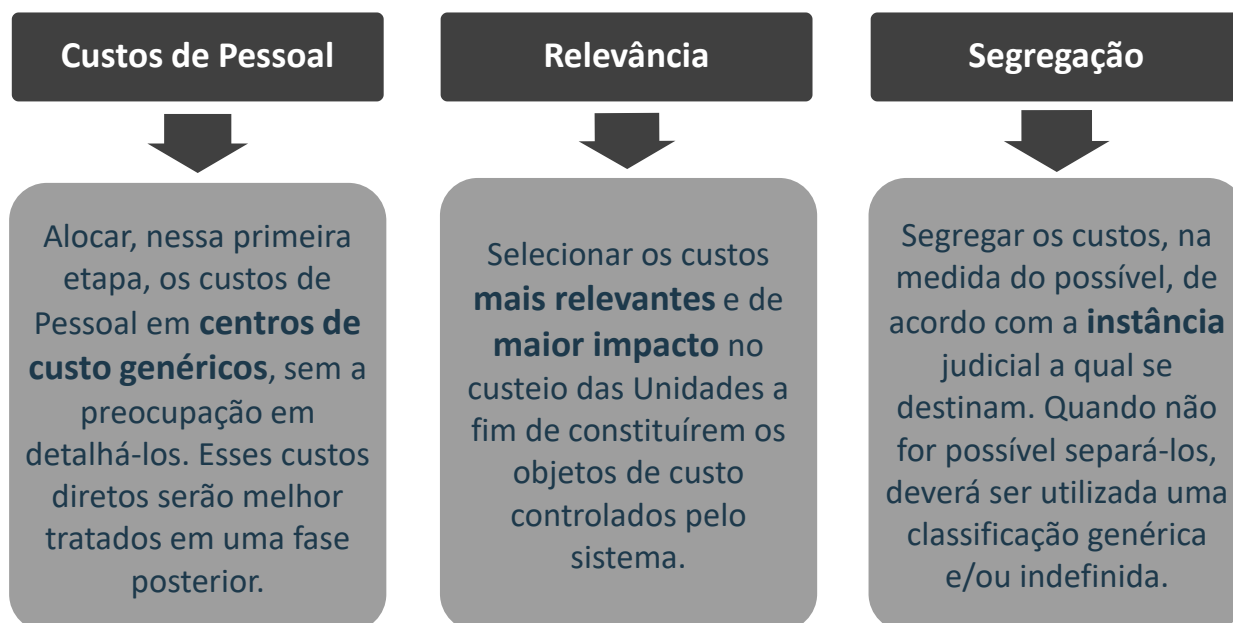 Custos de Pessoal
Alocar, nessa primeira
etapa, os custos de
Pessoal em centros de
custo genéricos, sem a
preocupação em
detalhá-los. Esses custos
diretos serão melhor
tratados em uma fase
posterior.
Relevância
Selecionar os custos
mais relevantes e de
maior impacto no
custeio das Unidades a
fim de constituírem os
objetos de custo
controlados pelo
sistema.
Segregação
Segregar os custos, na
medida do possível, de
acordo com a instância
judicial a qual se
destinam. Quando não
for possível separá-los,
deverá ser utilizada uma
classificação genérica
e/ou indefinida.